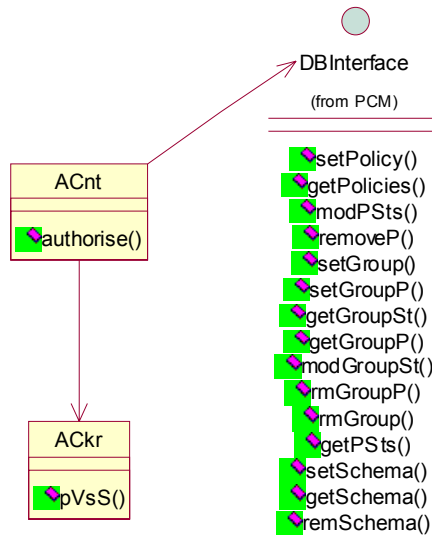 DBInterface
(from PCM)
ACnt
authorise()
setPolicy()
getPolicies()
modPSts()
removeP()
setGroup()
setGroupP()
getGroupSt()
getGroupP()
modGroupSt()
rmGroupP()
rmGroup()
getPSts()
setSchema()
getSchema()
remSchema()
ACkr
pVsS()